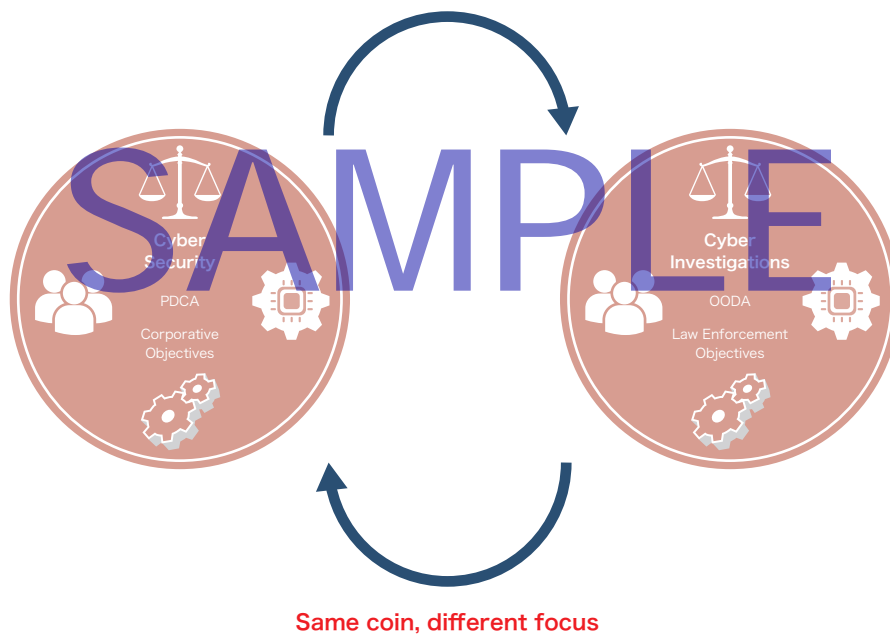 SAMPLE
Cyber
Security
PDCA
Corporative
Objectives
Cyber
Investigations
OODA
Law Enforcement
Objectives
Same coin, different focus